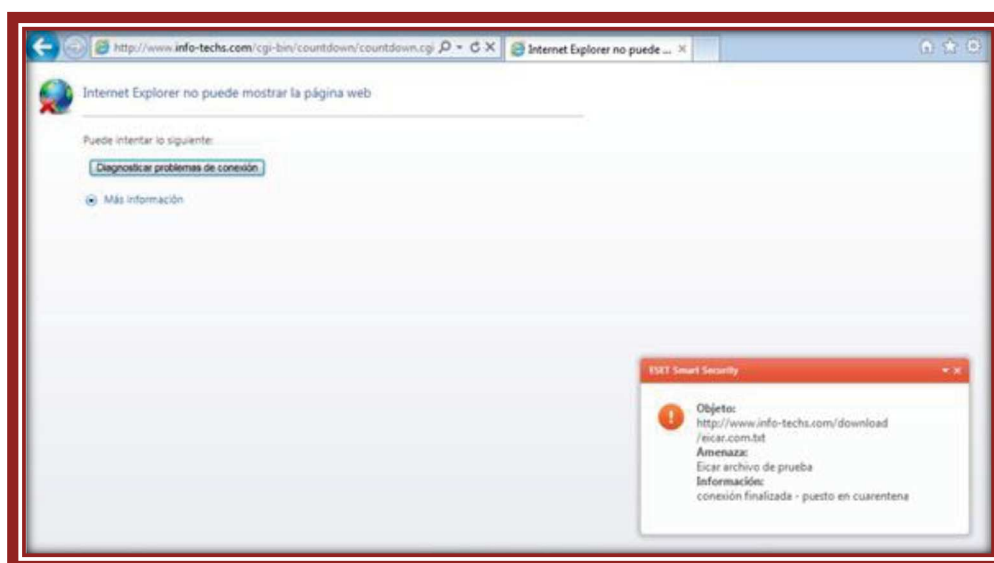 http://www.info-techs.com/cgi-bin/countdown/countdown.cgi
Internet Explorer no puede ...
Internet Explorer no puede mostrar la página web
Puede intentar lo siguiente:
Diagnosticar problemas de conexión
Más información
ESET Smart Security
Objeto:
http://www.info-techs.com/download
/eicar.com.txt
Amenaza:
Eicar archivo de prueba
Información:
conexión finalizada - puesto en cuarentena